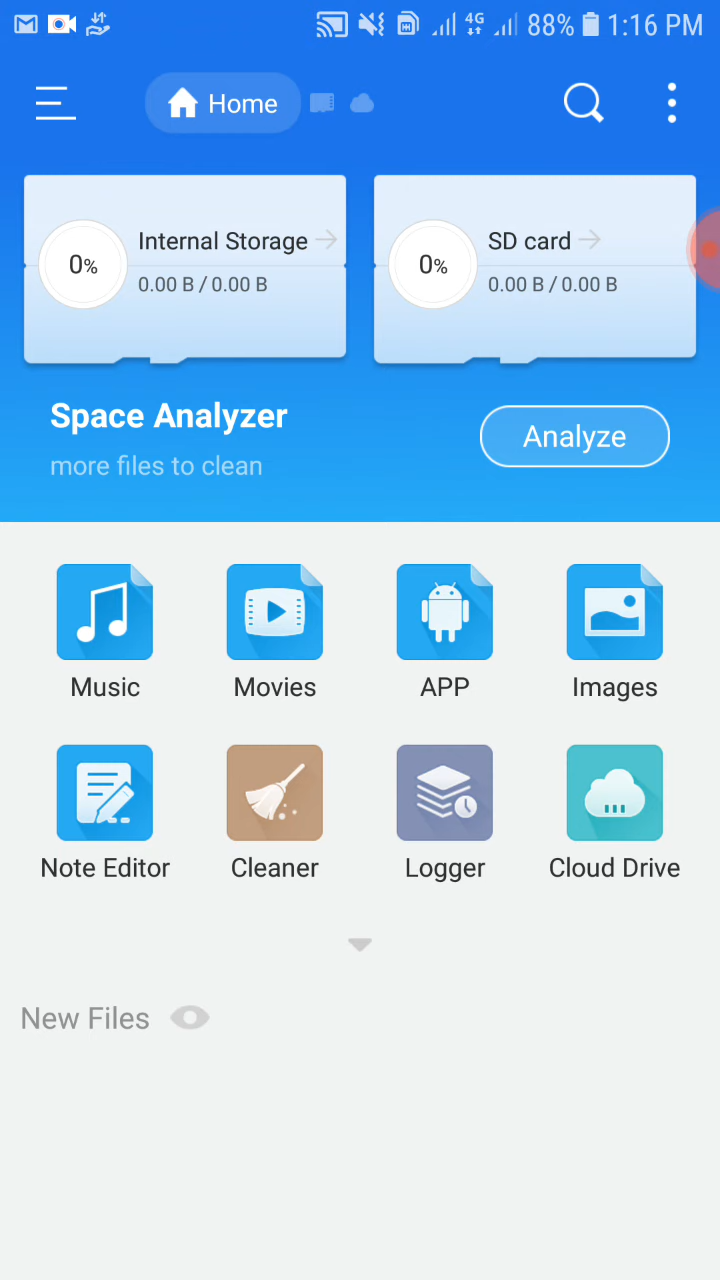 4G 88% 1:16 PM
Home
Internal Storage
0%
0.00 B / 0.00 B
SD card
0%
0.00 B / 0.00 B
Space Analyzer
more files to clean
Analyze
Music Movies APP Images
Note Editor Cleaner Logger Cloud Drive
New Files